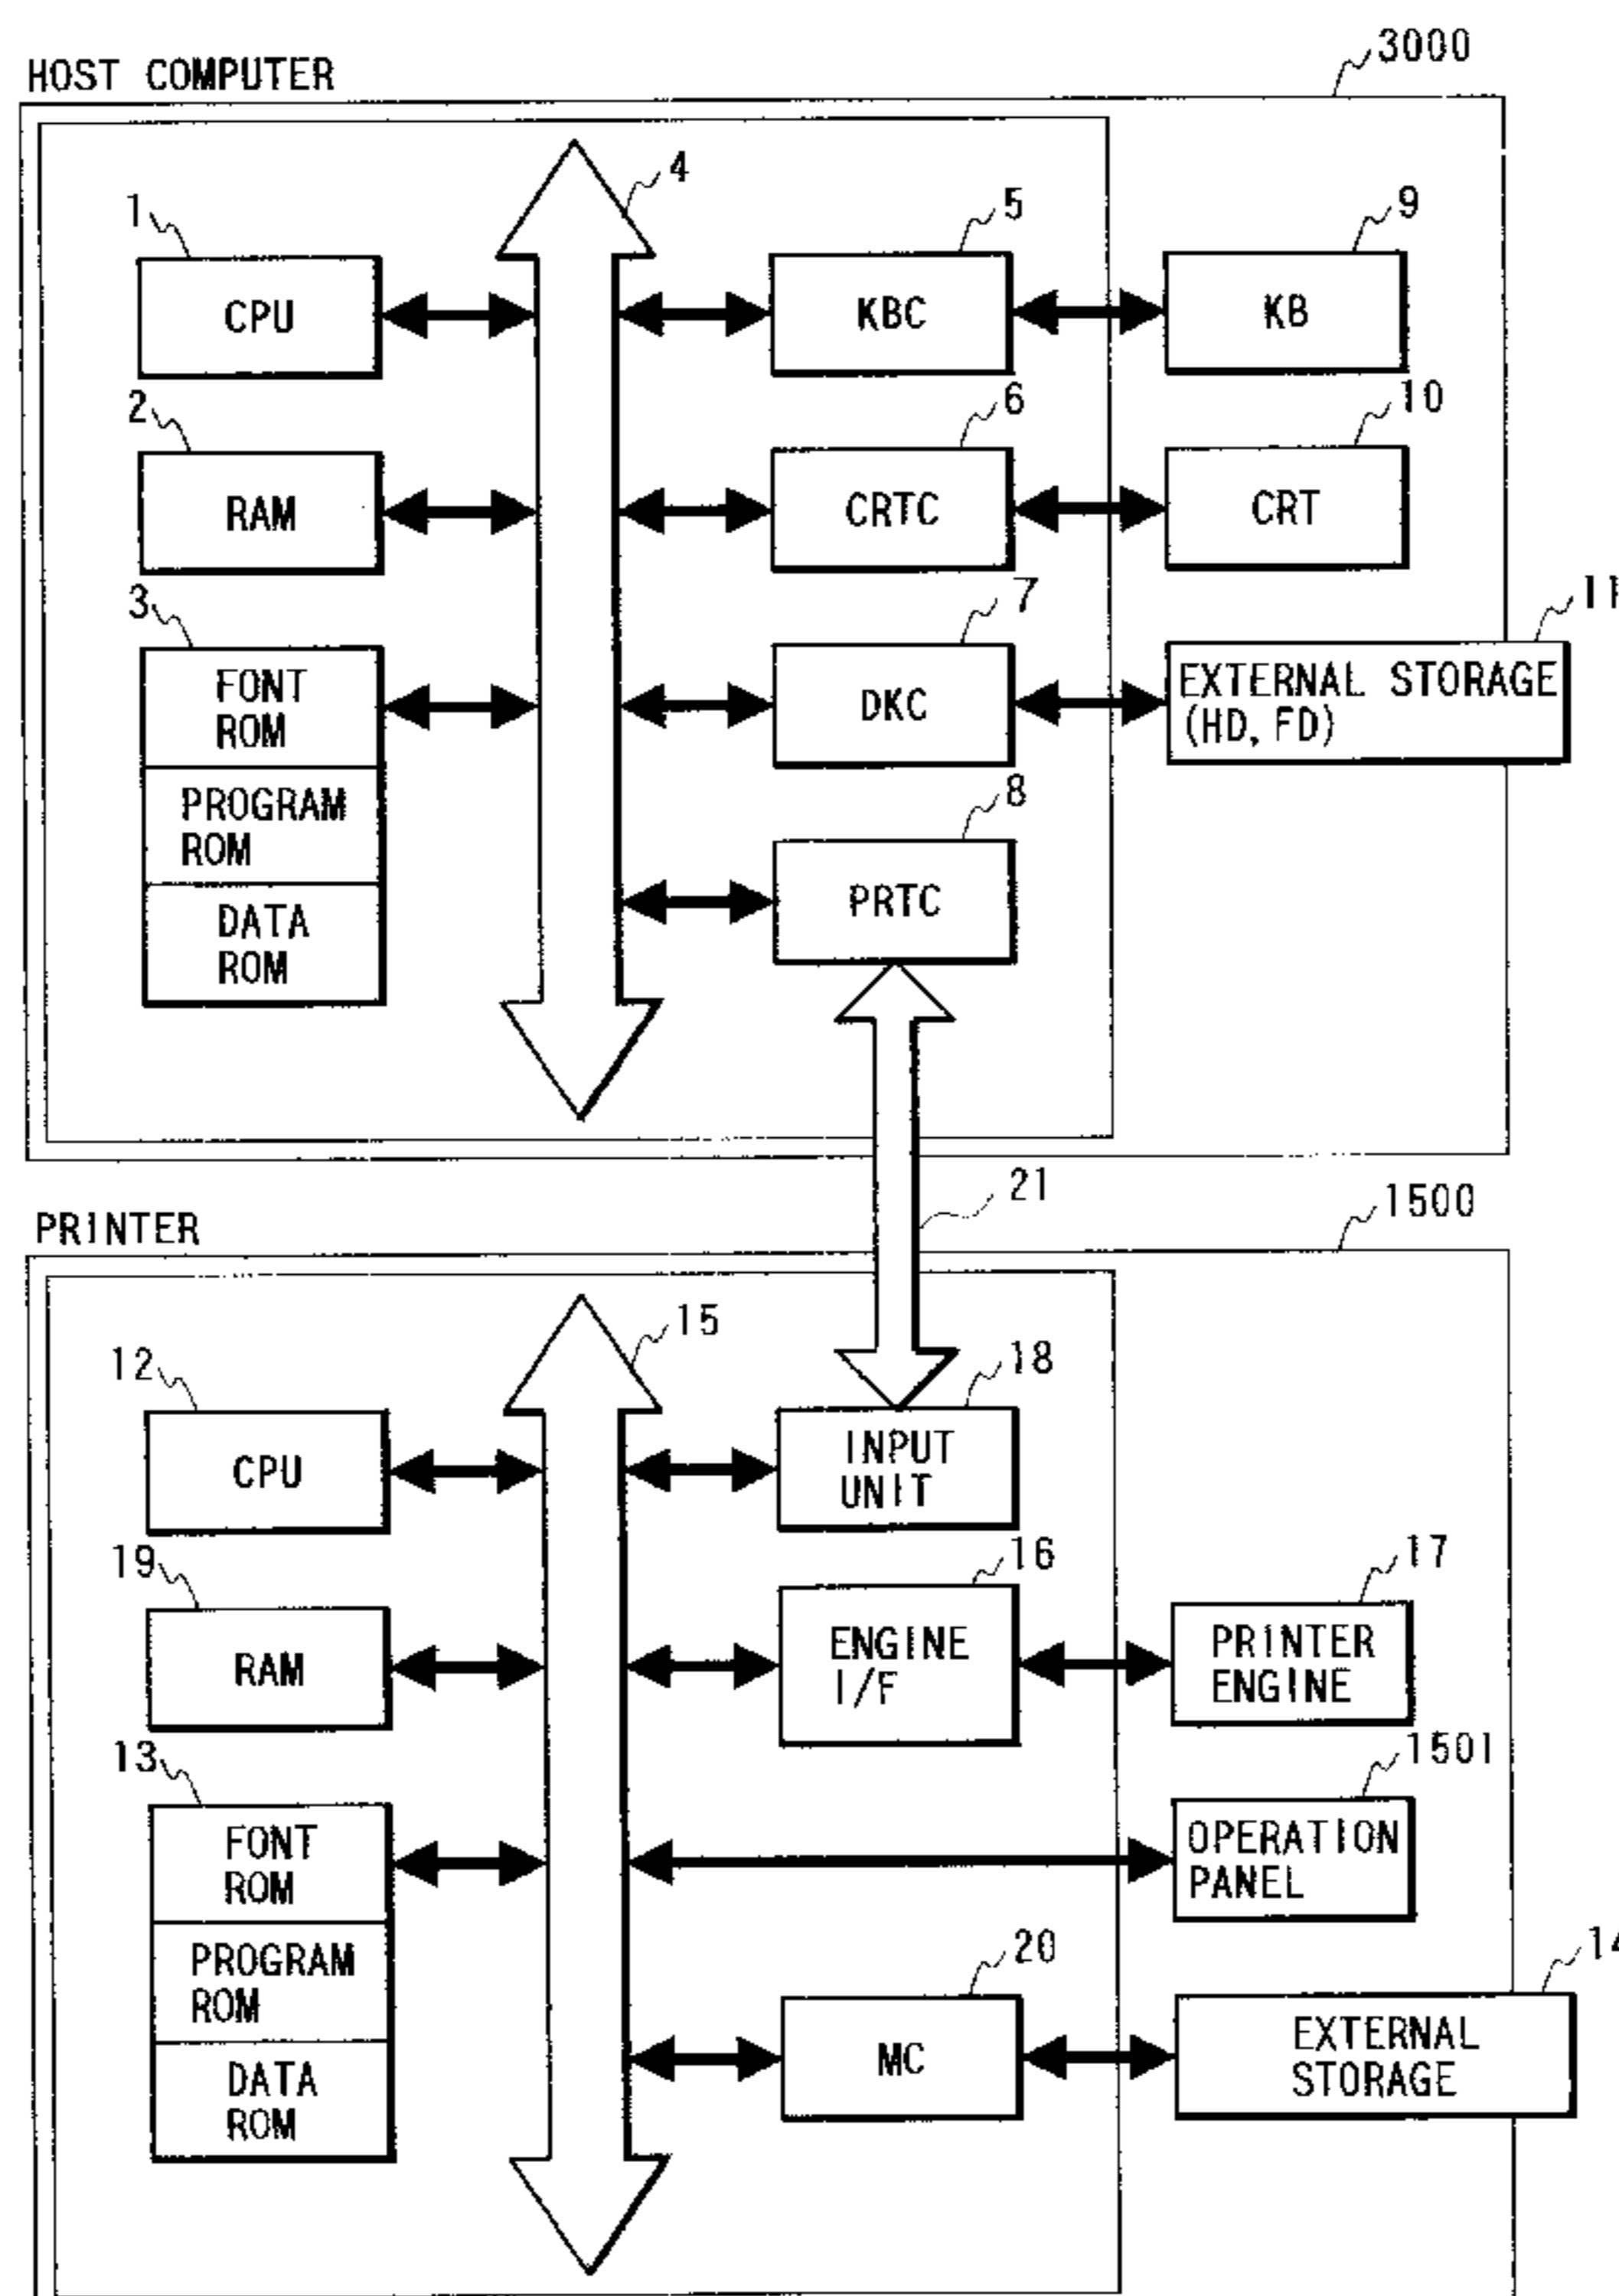 3000
HOST COMPUTER
4
1
5
9
CPU
KBC
KB
2
6
10
RAM
CRTC
CRT
3
7
11
FONT
ROM
DKC
EXTERNAL STORAGE
(HD, FD)
PROGRAM
ROM
8
DATA
ROM
PRTC
21
PRINTER
1500
15
12
18
CPU
INPUT
UNIT
19
16
17
RAM
ENGINE
I/F
PRINTER
ENGINE
13
1501
FONT
ROM
OPERATION
PANEL
PROGRAM
ROM
20
14
DATA
ROM
MC
EXTERNAL
STORAGE